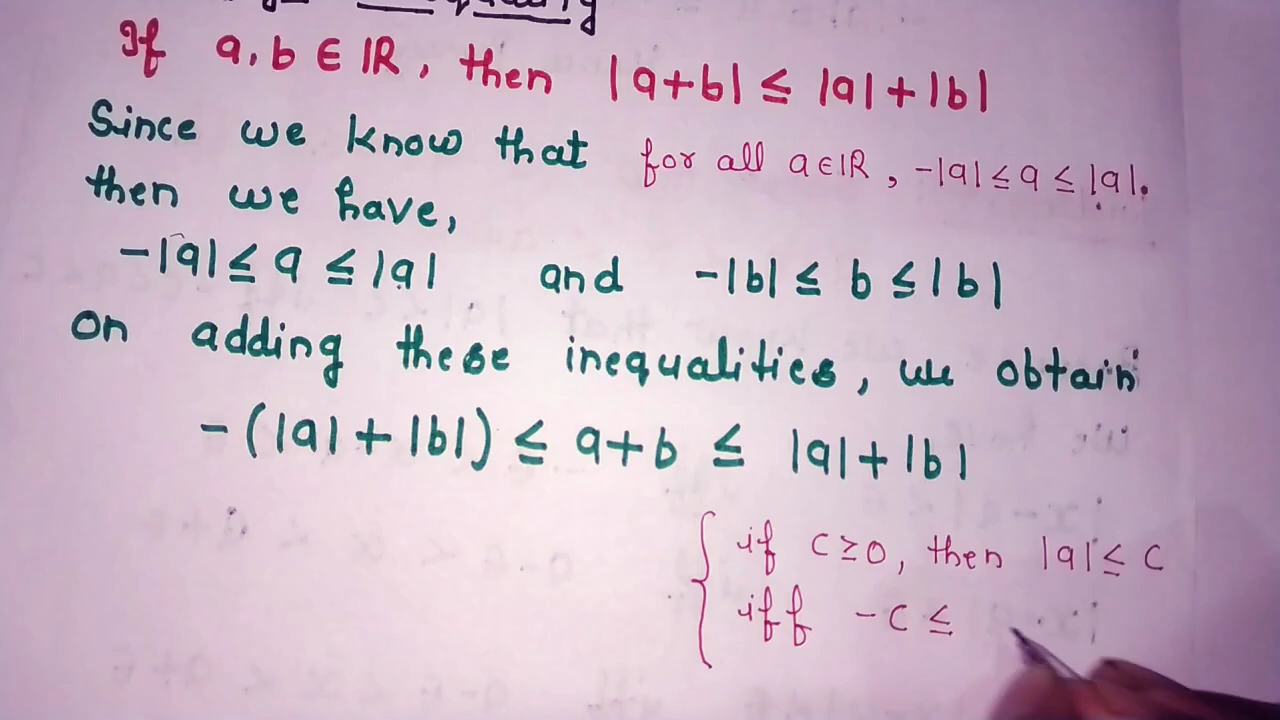 If a, b ∈ ℝ, then |a+b| ≤ |a|+|b|
Since we know that for all a∈ℝ, -|a| ≤ a ≤ |a|.
then we have,
-|a| ≤ a ≤ |a| and -|b| ≤ b ≤ |b|
on adding these inequalities, we obtain
-(|a|+|b|) ≤ a+b ≤ |a|+|b|
{ if c ≥ 0, then |a| ≤ c
iff -c ≤